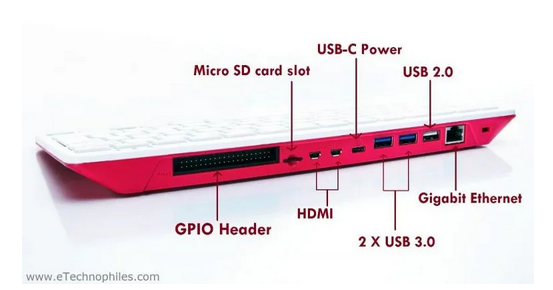 USB-C Power
Micro SD card slot
USB 2.0
HDMI
Gigabit Ethernet
GPIO Header
2 X USB 3.0
www.eTechnophiles.com